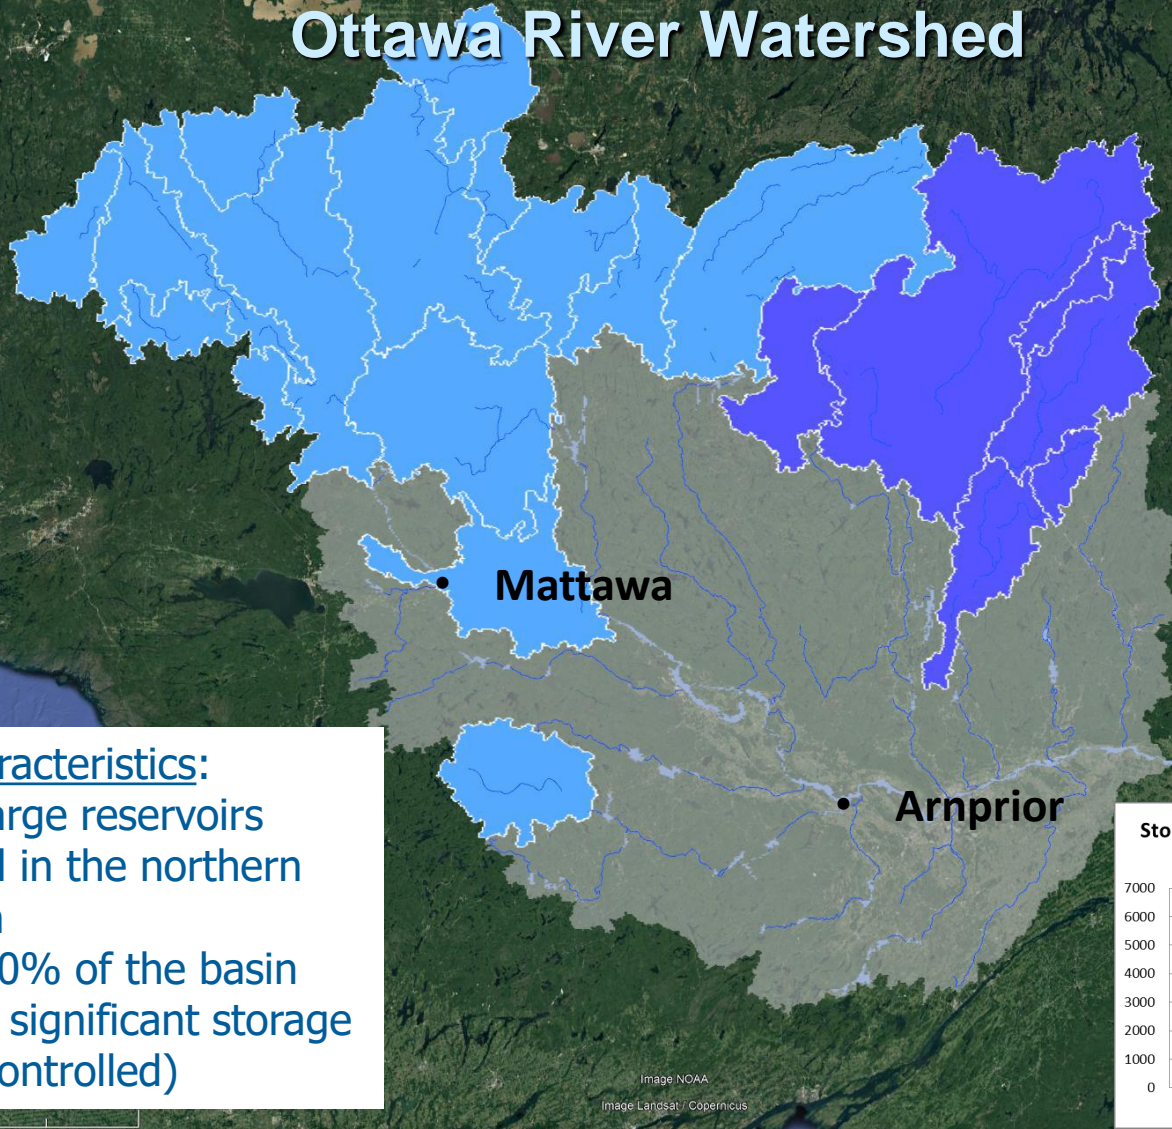 Ottawa River Watershed
Mattawa
Arnprior
racteristics:
arge reservoirs
d in the northern
0% of the basin
significant storage
ontrolled)
Sto
7000
6000
5000
4000
3000
2000
1000
0
Image NOAA
Image Landsat / Copernicus